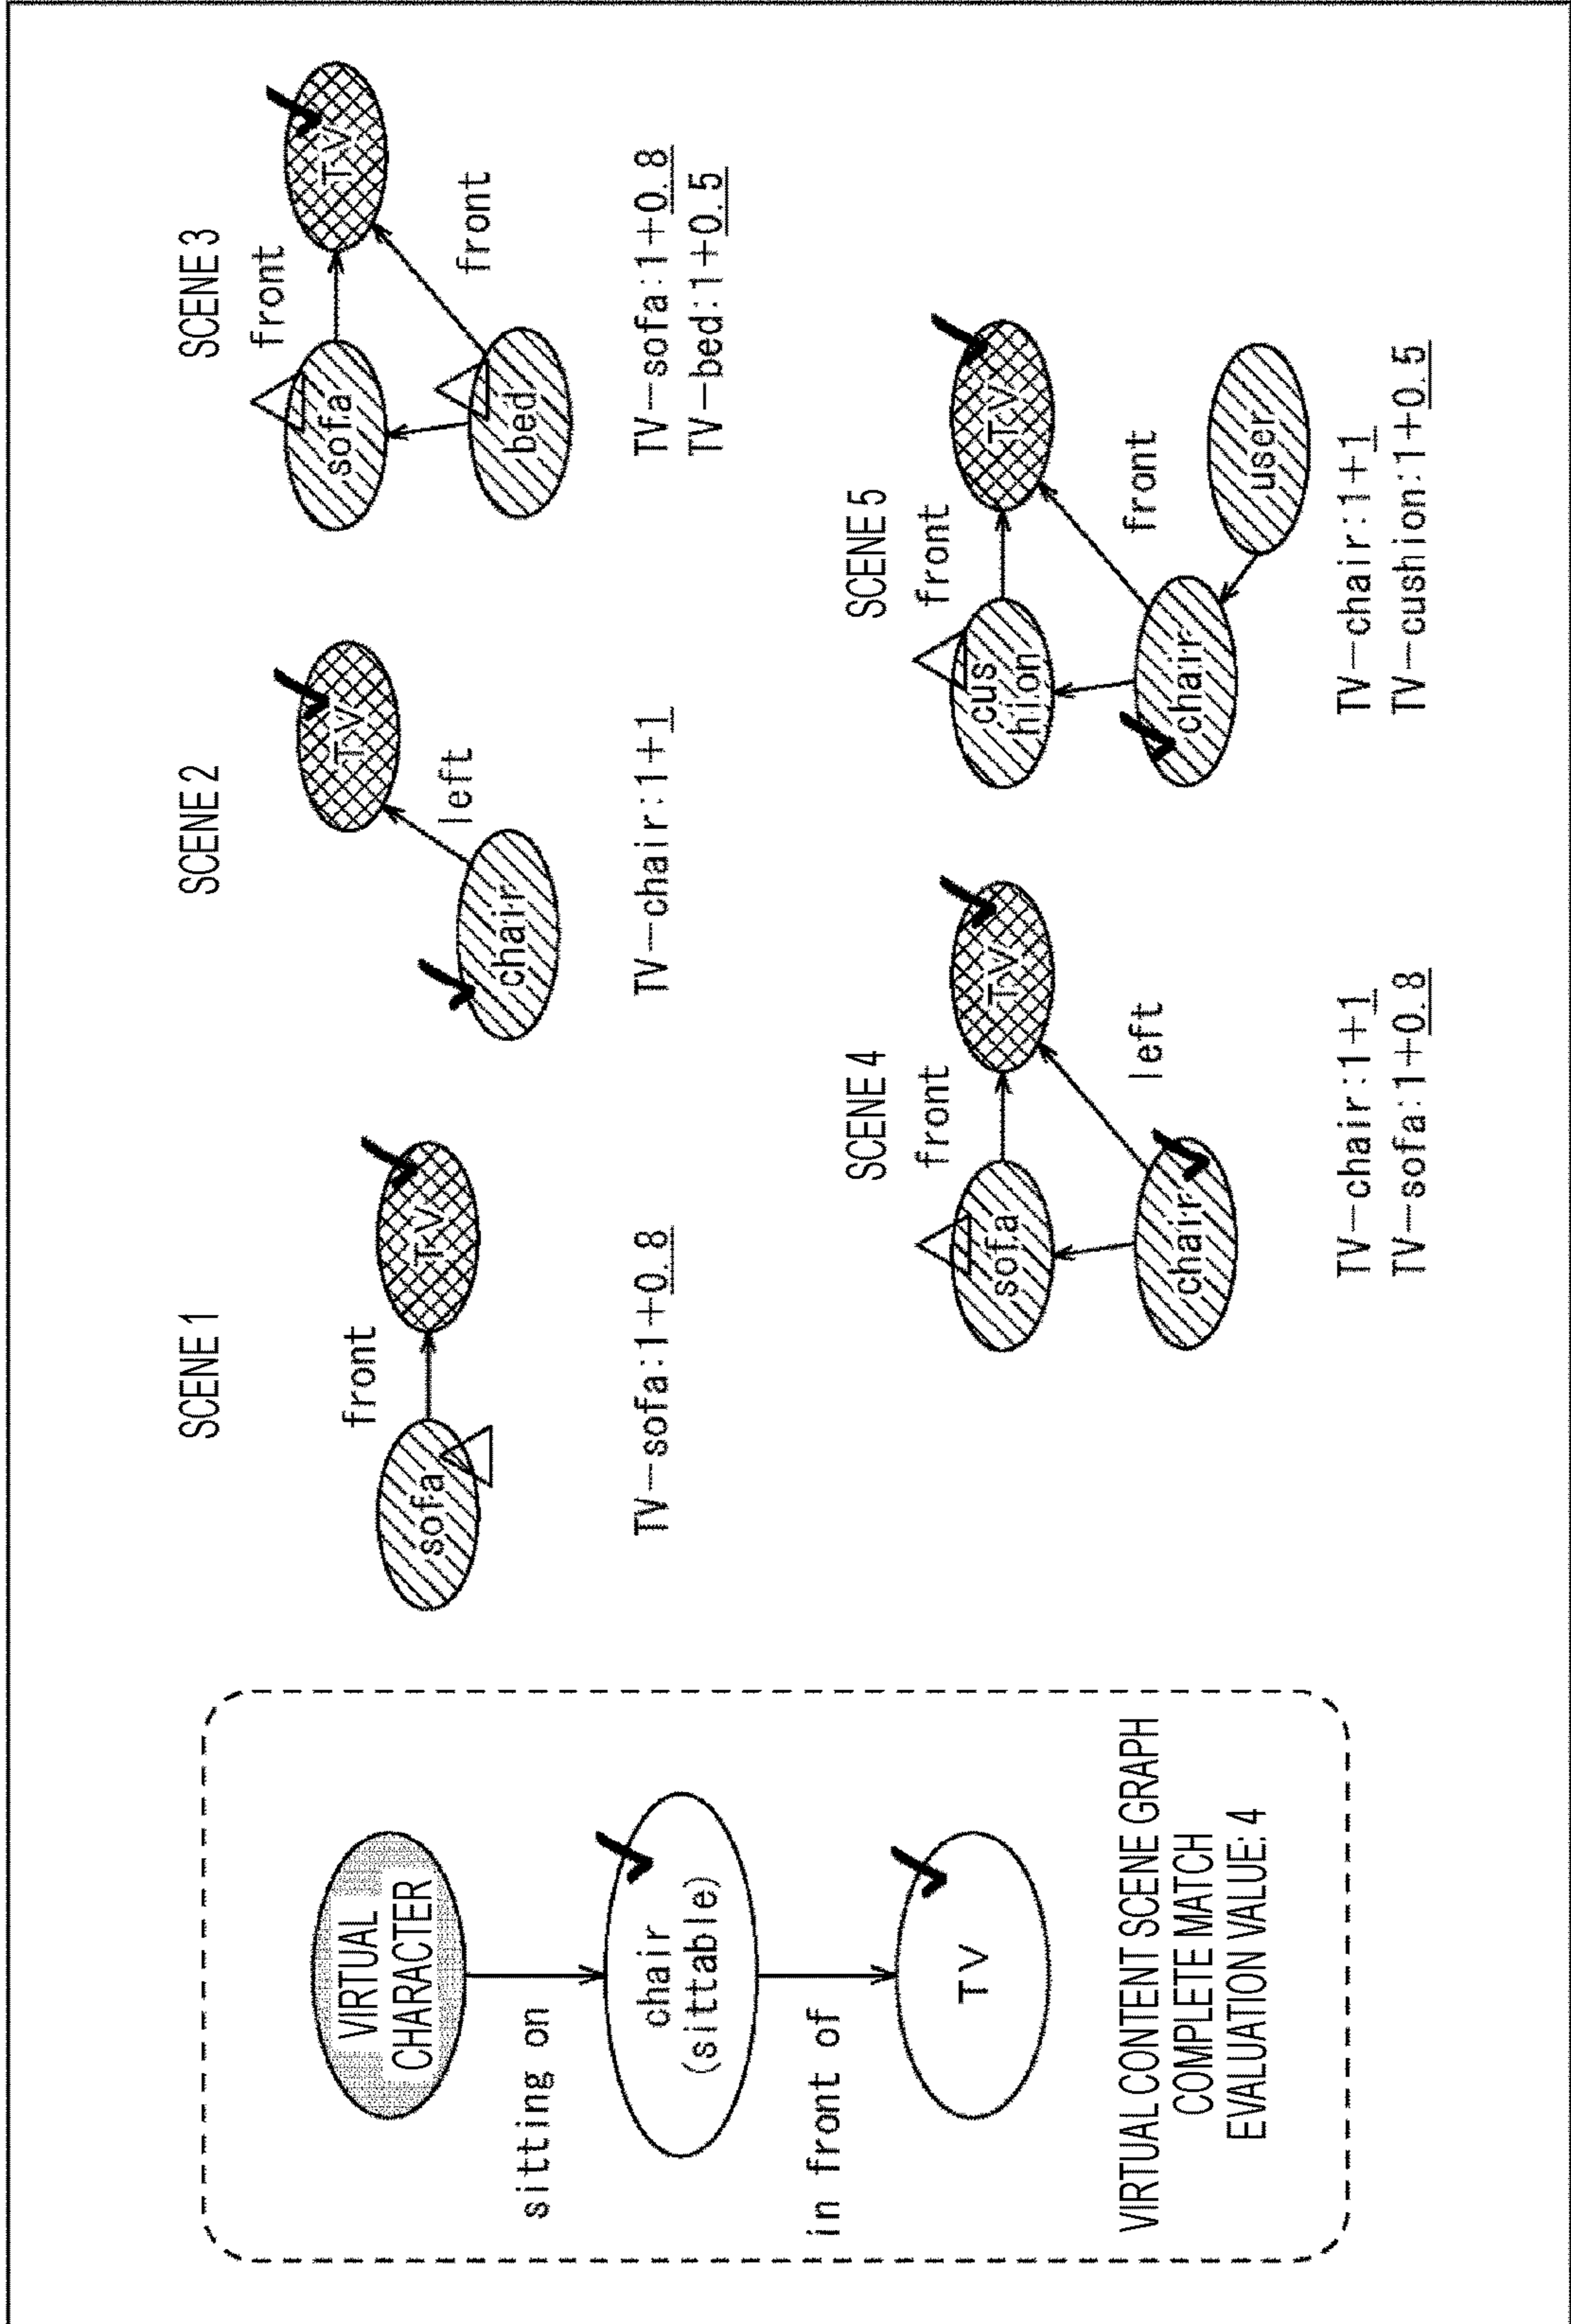 VIRTUAL
CHARACTER
sitting on
chair
(sittable)
in front of
TV
VIRTUAL CONTENT SCENE GRAPH
COMPLETE MATCH
EVALUATION VALUE: 4
SCENE 1
front
sofa
TV
TV—sofa:1+0.8
SCENE 2
TV
left
chair
TV—chair:1+1
SCENE 3
front
sofa
TV
front
bed
TV—sofa:1+0.8
TV—bed:1+0.5
SCENE 4
front
sofa
TV
left
chair
TV—chair:1+1
TV—sofa:1+0.8
SCENE 5
front
cus
hion
TV
front
chair
user
TV—chair:1+1
TV—cushion:1+0.5